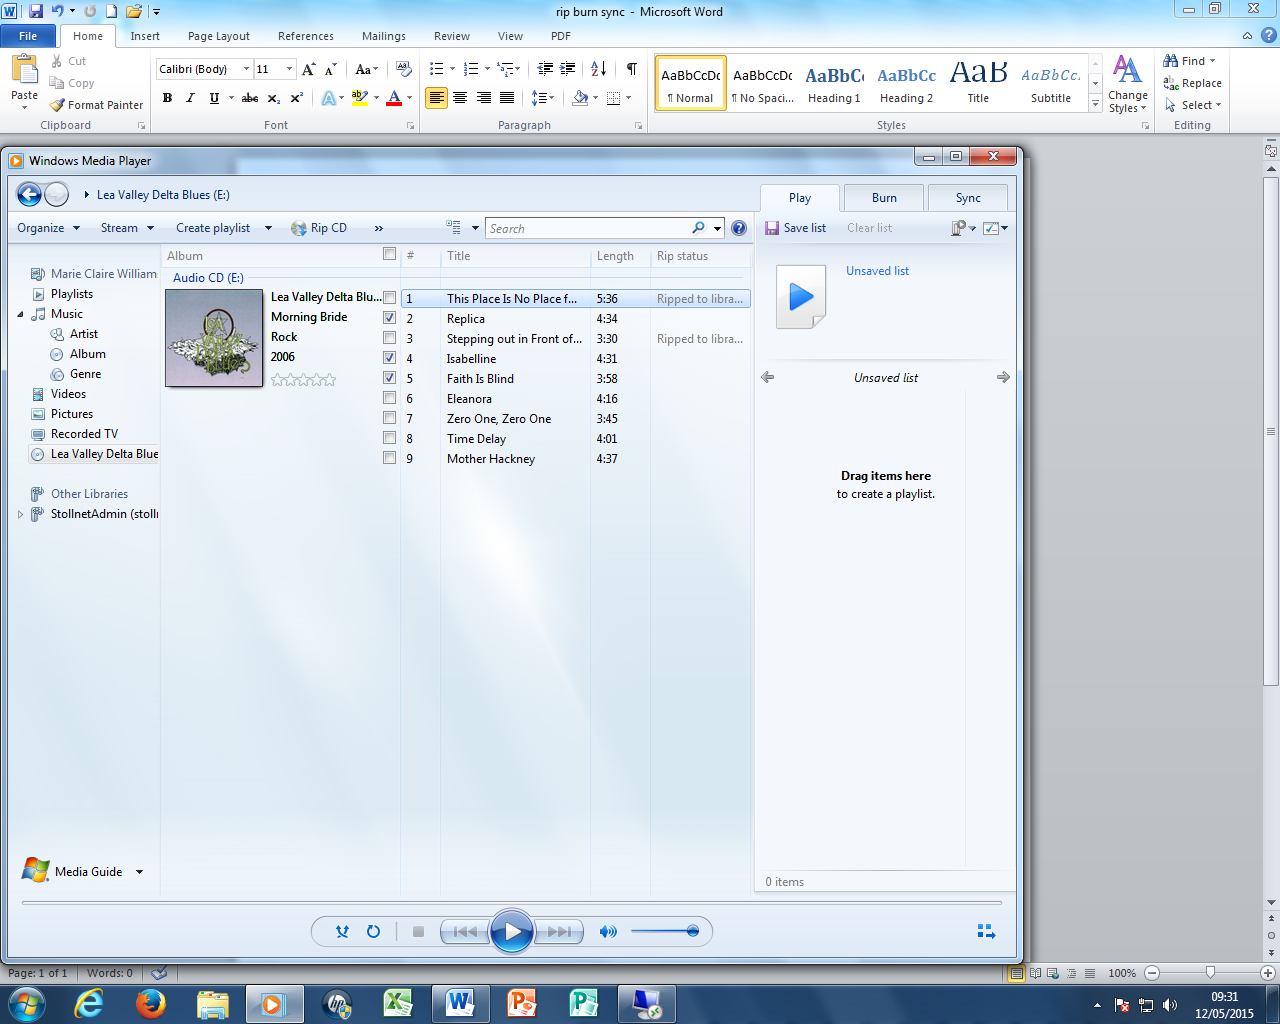 rip burn sync - Microsoft Word
File Home Insert Page Layout References Mailings Review View PDF
Paste
Cut
Copy
Format Painter
Clipboard
Calibri (Body) 11
Font
Paragraph
AaBbCcDc AaBbCcDc AaBbCc AaBbCc AaB AaBbCc.
¶ Normal ¶ No Spaci... Heading 1 Heading 2 Title Subtitle
Change Styles
Styles
Find
Replace
Select
Editing
Windows Media Player
Lea Valley Delta Blues (E:)
Play Burn Sync
Organize Stream Create playlist Rip CD » Search
Save list Clear list
Album # Title Length Rip status
Audio CD (E:)
Marie Claire William
Playlists
Music
Artist
Album
Genre
Videos
Pictures
Recorded TV
Lea Valley Delta Blue
Other Libraries
StollnetAdmin (stolln
Lea Valley Delta Blu...
Morning Bride
Rock
2006
1 This Place Is No Place f... 5:36 Ripped to libra...
2 Replica 4:34
3 Stepping out in Front of... 3:30 Ripped to libra...
4 Isabelline 4:31
5 Faith Is Blind 3:58
6 Eleanora 4:16
7 Zero One, Zero One 3:45
8 Time Delay 4:01
9 Mother Hackney 4:37
Unsaved list
Unsaved list
Drag items here
to create a playlist.
0 items
Media Guide
Page: 1 of 1 Words: 0
100%
09:31
12/05/2015